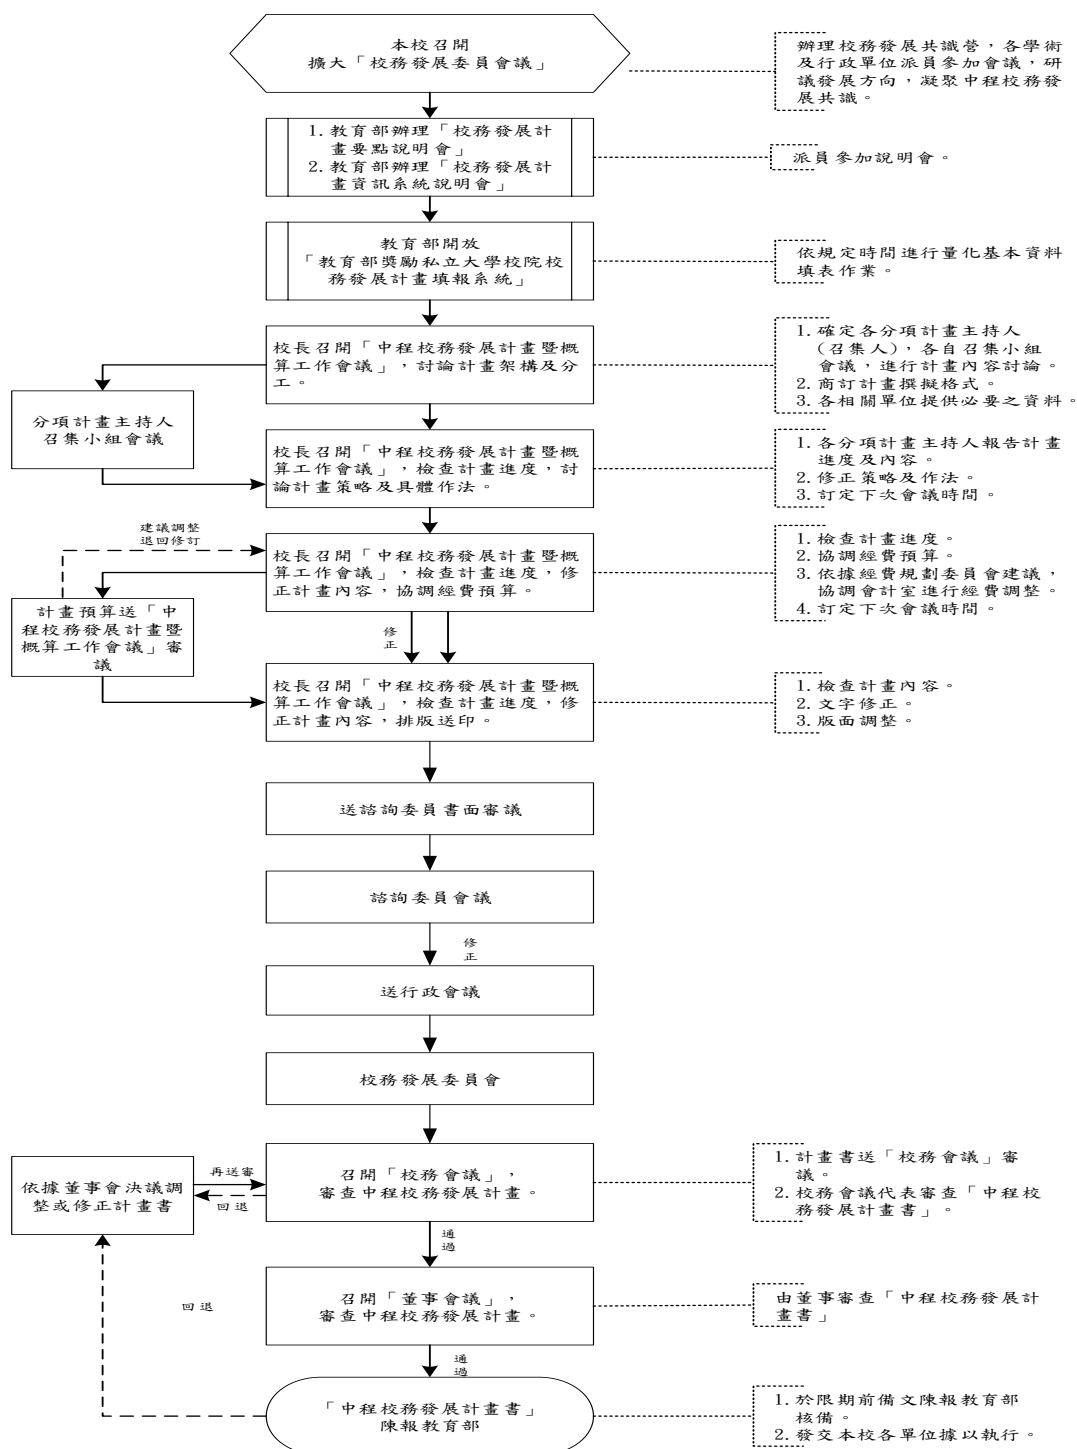 本校召開
擴大「校務發展委員會議」
辦理校務發展共識營，各學術
及行政單位派員參加會議，研
議發展方向，凝聚中程校務發
展共識。
1. 教育部辦理「校務發展計
畫要點說明會」
2. 教育部辦理「校務發展計
畫資訊系統說明會」
派員參加說明會。
教育部開放
「教育部獎勵私立大學校院校
務發展計畫填報系統」
依規定時間進行量化基本資料
填表作業。
校長召開「中程校務發展計畫暨概
算工作會議」，討論計畫架構及分
工。
1. 確定各分項計畫主持人
(召集人)，各自召集小組
會議，進行計畫內容討論。
2. 商訂計畫撰擬格式。
3. 各相關單位提供必要之資料。
分項計畫主持人
召集小組會議
校長召開「中程校務發展計畫暨概
算工作會議」，檢查計畫進度，討
論計畫策略及具體作法。
1. 各分項計畫主持人報告計畫
進度及內容。
2. 修正策略及作法。
3. 訂定下次會議時間。
建議調整
退回修訂
校長召開「中程校務發展計畫暨概
算工作會議」，檢查計畫進度，修
正計畫內容，協調經費預算。
1. 檢查計畫進度。
2. 協調經費預算。
3. 依據經費規劃委員會建議，
協調會計室進行經費調整。
4. 訂定下次會議時間。
計畫預算送「中
程校務發展計畫暨
概算工作會議」審
議
修
正
校長召開「中程校務發展計畫暨概
算工作會議」，檢查計畫進度，修
正計畫內容，排版送印。
1. 檢查計畫內容。
2. 文字修正。
3. 版面調整。
送諮詢委員書面審議
諮詢委員會議
修
正
送行政會議
校務發展委員會
依據董事會決議調
整或修正計畫書
再送審
回退
召開「校務會議」，
審查中程校務發展計畫。
1. 計畫書送「校務會議」審
議。
2. 校務會議代表審查「中程校
務發展計畫書」。
通
過
回退
召開「董事會議」，
審查中程校務發展計畫。
由董事審查「中程校務發展計
畫書」
通
過
「中程校務發展計畫書」
陳報教育部
1. 於限期前備文陳報教育部
核備。
2. 發交本校各單位據以執行。